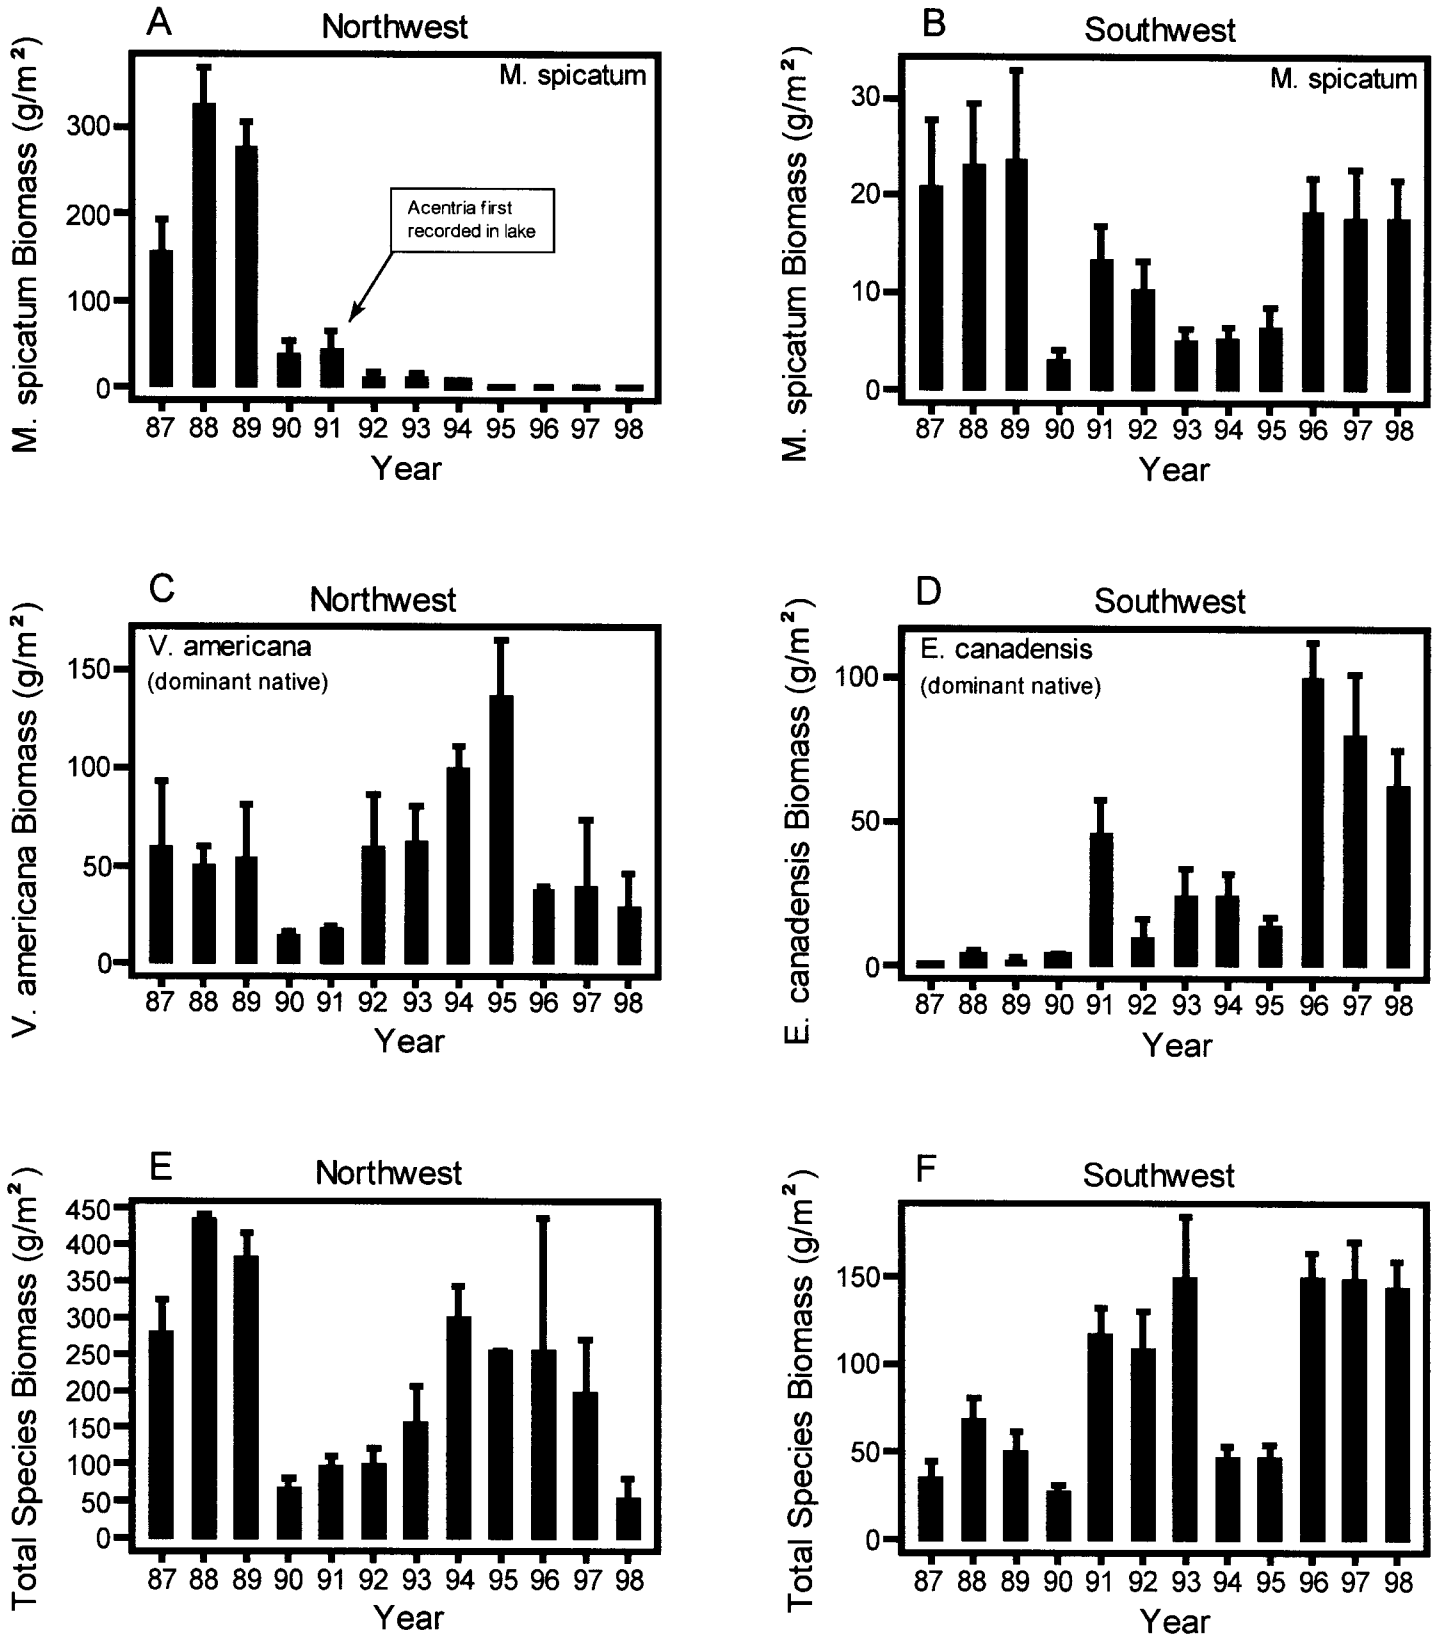 A
Northwest
M. spicatum
M. spicatum Biomass (g/m²)
300
200
100
0
Acentria first
recorded in lake
87 88 89 90 91 92 93 94 95 96 97 98
Year
B
Southwest
M. spicatum
M. spicatum Biomass (g/m²)
30
20
10
0
87 88 89 90 91 92 93 94 95 96 97 98
Year
C
Northwest
V. americana
(dominant native)
V. americana Biomass (g/m²)
150
100
50
0
87 88 89 90 91 92 93 94 95 96 97 98
Year
D
Southwest
E. canadensis
(dominant native)
E. canadensis Biomass (g/m²)
100
50
0
87 88 89 90 91 92 93 94 95 96 97 98
Year
E
Northwest
Total Species Biomass (g/m²)
450
400
350
300
250
200
150
100
50
0
87 88 89 90 91 92 93 94 95 96 97 98
Year
F
Southwest
Total Species Biomass (g/m²)
150
100
50
0
87 88 89 90 91 92 93 94 95 96 97 98
Year